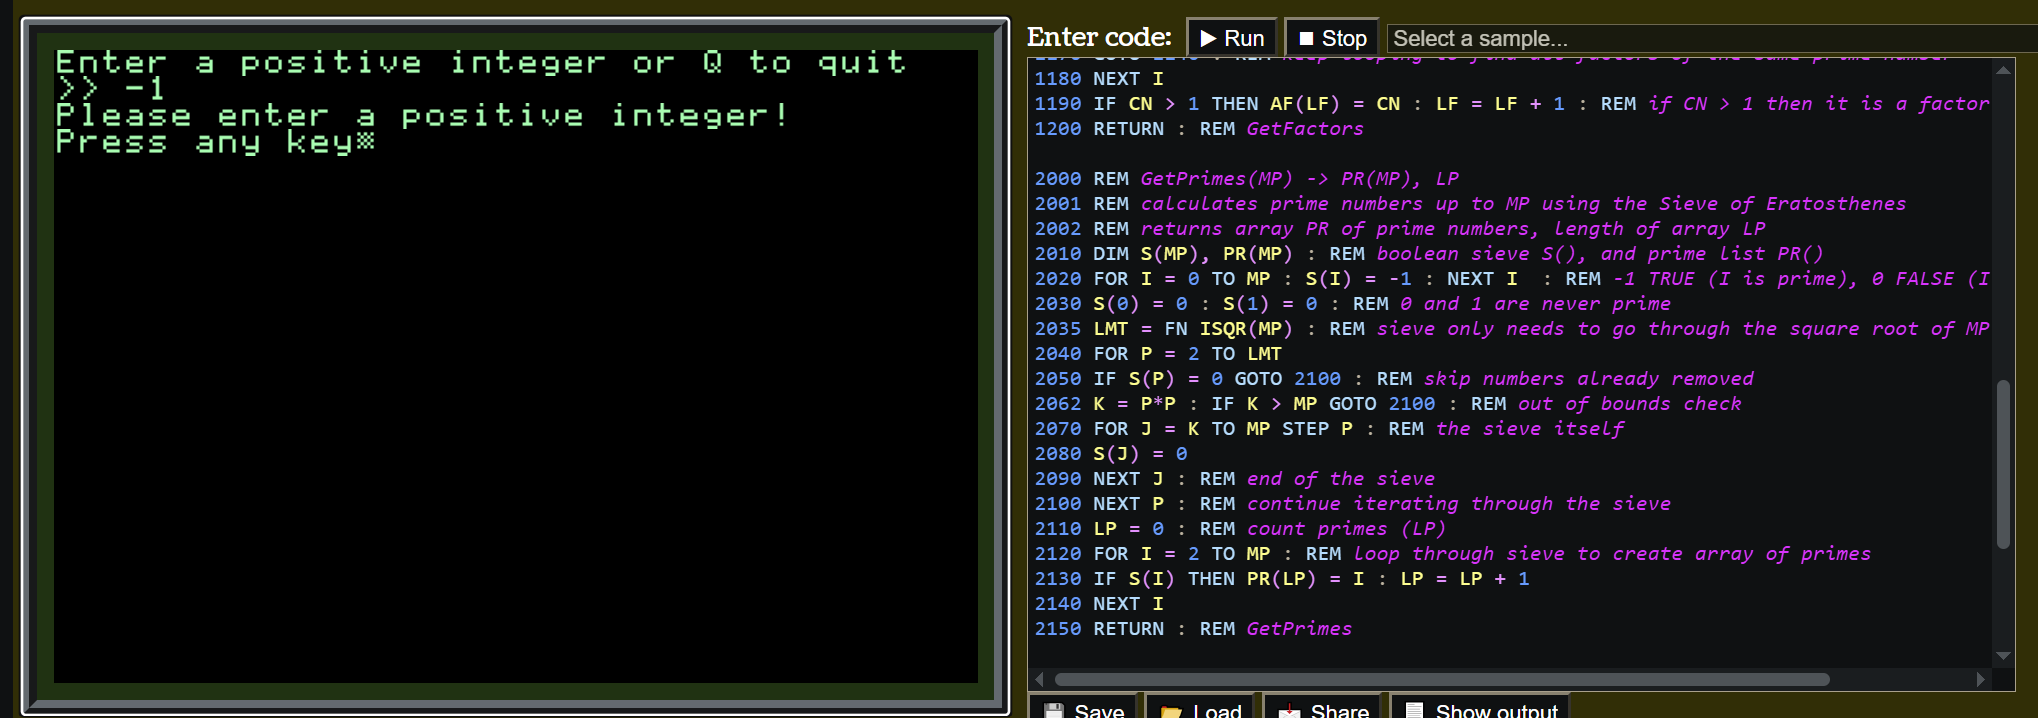 Enter a positive integer or Q to quit
>> -1
Please enter a positive integer!
Press any key
Enter code:
Run
Stop
Select a sample...
1180 NEXT I
1190 IF CN > 1 THEN AF(LF) = CN : LF = LF + 1 : REM if CN > 1 then it is a factor
1200 RETURN : REM GetFactors
2000 REM GetPrimes(MP) -> PR(MP), LP
2001 REM calculates prime numbers up to MP using the Sieve of Eratosthenes
2002 REM returns array PR of prime numbers, length of array LP
2010 DIM S(MP), PR(MP) : REM boolean sieve S(), and prime list PR()
2020 FOR I = 0 TO MP : S(I) = -1 : NEXT I  : REM -1 TRUE (I is prime), 0 FALSE (I
2030 S(0) = 0 : S(1) = 0 : REM 0 and 1 are never prime
2035 LMT = FN ISQR(MP) : REM sieve only needs to go through the square root of MP
2040 FOR P = 2 TO LMT
2050 IF S(P) = 0 GOTO 2100 : REM skip numbers already removed
2062 K = P*P : IF K > MP GOTO 2100 : REM out of bounds check
2070 FOR J = K TO MP STEP P : REM the sieve itself
2080 S(J) = 0
2090 NEXT J : REM end of the sieve
2100 NEXT P : REM continue iterating through the sieve
2110 LP = 0 : REM count primes (LP)
2120 FOR I = 2 TO MP : REM loop through sieve to create array of primes
2130 IF S(I) THEN PR(LP) = I : LP = LP + 1
2140 NEXT I
2150 RETURN : REM GetPrimes
Save
Load
Share
Show output